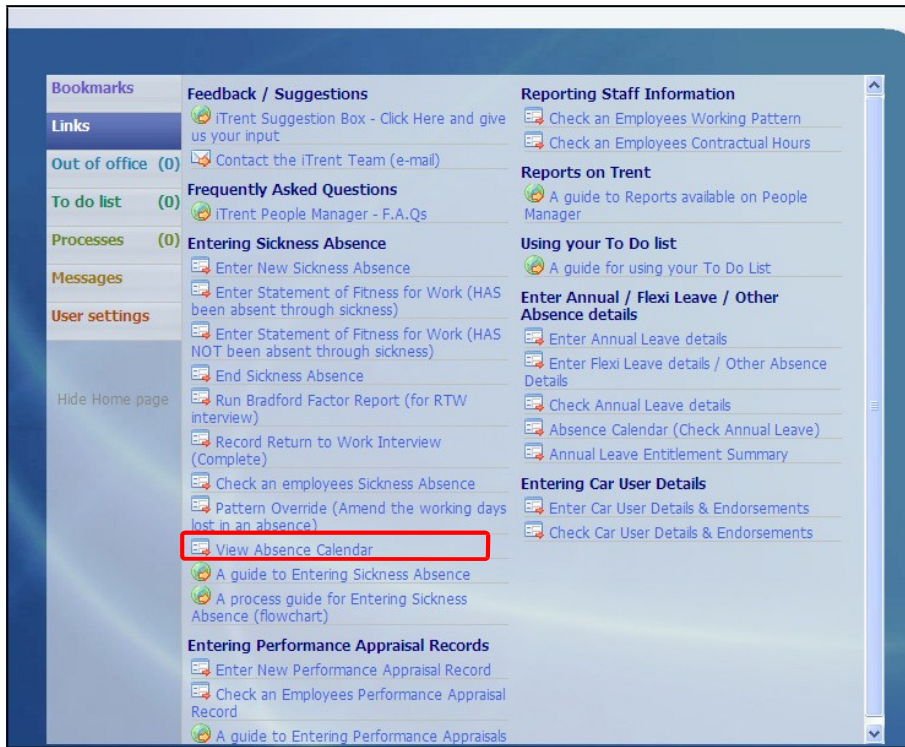 Bookmarks
Links
Out of office (0)
To do list (0)
Processes (0)
Messages
User settings
Hide Home page
Feedback / Suggestions
iTrent Suggestion Box - Click Here and give
us your input
Contact the iTrent Team (e-mail)
Frequently Asked Questions
iTrent People Manager - F.A.Qs
Entering Sickness Absence
Enter New Sickness Absence
Enter Statement of Fitness for Work (HAS
been absent through sickness)
Enter Statement of Fitness for Work (HAS
NOT been absent through sickness)
End Sickness Absence
Run Bradford Factor Report (for RTW
interview)
Record Return to Work Interview
(Complete)
Check an employees Sickness Absence
Pattern Override (Amend the working days
lost in an absence)
View Absence Calendar
A guide to Entering Sickness Absence
A process guide for Entering Sickness
Absence (flowchart)
Entering Performance Appraisal Records
Enter New Performance Appraisal Record
Check an Employees Performance Appraisal
Record
A guide to Entering Performance Appraisals
Reporting Staff Information
Check an Employees Working Pattern
Check an Employees Contractual Hours
Reports on Trent
A guide to Reports available on People
Manager
Using your To Do list
A guide for using your To Do List
Enter Annual / Flexi Leave / Other
Absence details
Enter Annual Leave details
Enter Flexi Leave details / Other Absence
Details
Check Annual Leave details
Absence Calendar (Check Annual Leave)
Annual Leave Entitlement Summary
Entering Car User Details
Enter Car User Details & Endorsements
Check Car User Details & Endorsements